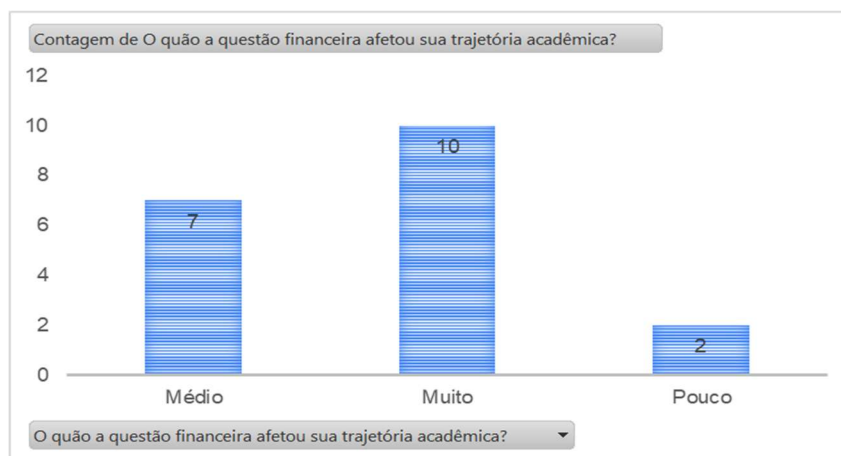 Contagem de O quão a questão financeira afetou sua trajetória acadêmica?
12
10
8
6
4
2
0
7
10
2
Médio
Muito
Pouco
O quão a questão financeira afetou sua trajetória acadêmica?